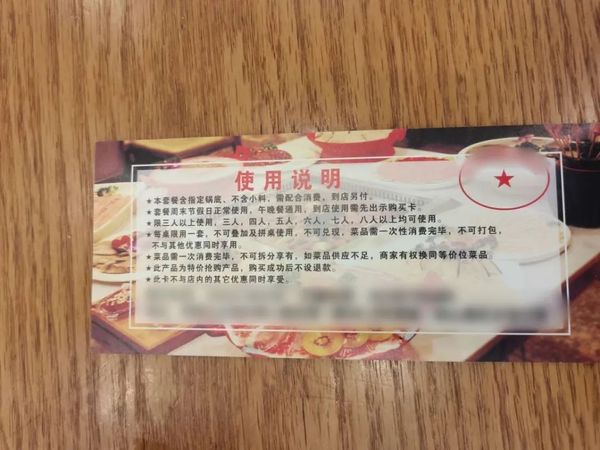 使用说明
★本套餐含指定锅底，不含小料，需配合消费，到店另付。
★套餐周末节假日正常使用，午晚餐通用，到店使用需先出示购买卡。
★限三人以上使用，三人，四人，五人，六人，七人，八人以上均可使用。
★每桌限用一套，不可叠加及拼桌使用，不可兑现，菜品需一次性消费完毕，不可打包，
不与其他优惠同时享用。
★菜品需一次消费完毕，不可拆分享有，如菜品供应不足，商家有权换同等价位菜品。
★此产品为特价抢购产品，购买成功后不设退款。
★此卡不与店内的其它优惠同时享受。